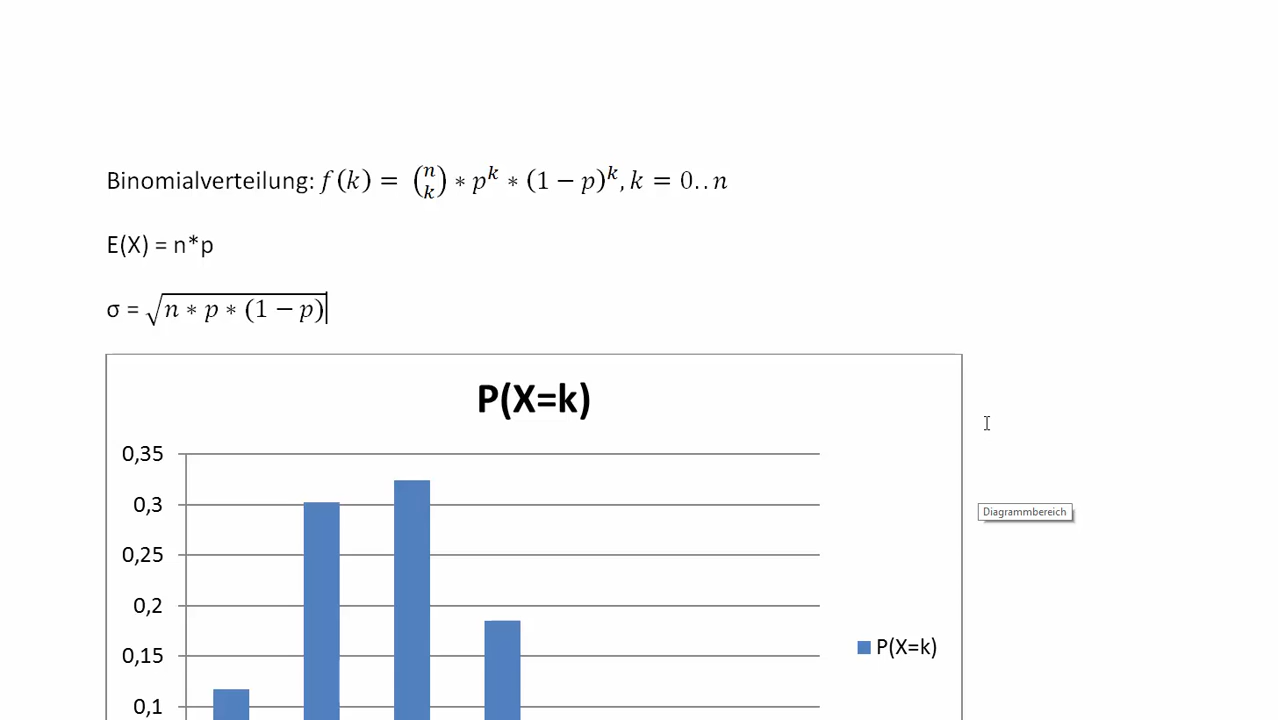 Binomialverteilung: f(k) = (n k) * p^k * (1 − p)^k, k = 0..n
E(X) = n*p
σ = √n * p * (1 − p)
P(X=k)
0,35
0,3
0,25
0,2
0,15
0,1
P(X=k)
Diagrammbereich